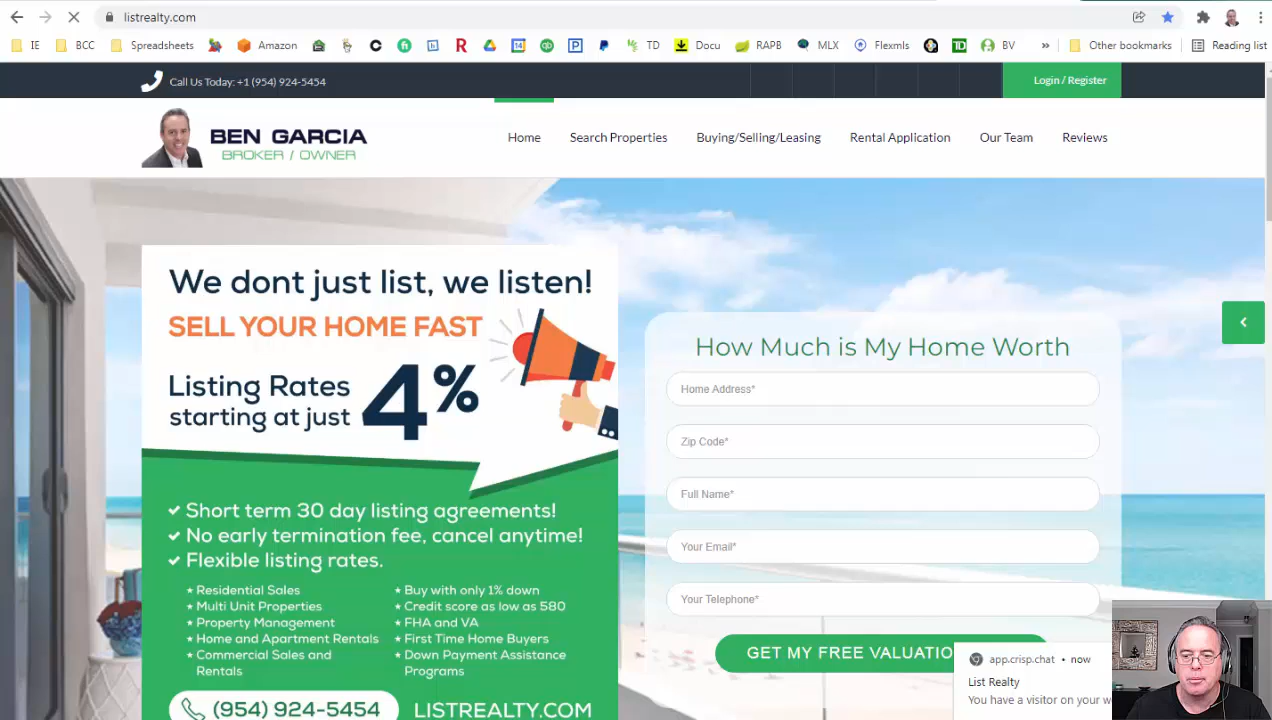 listrealty.com
IE
BCC
Spreadsheets
Amazon
TD
Docu
RAPB
MLX
Flexmls
BV
»
Other bookmarks
Reading list
Call Us Today: +1 (954) 924-5454
Login / Register
BEN GARCIA
BROKER / OWNER
Home
Search Properties
Buying/Selling/Leasing
Rental Application
Our Team
Reviews
We dont just list, we listen!
SELL YOUR HOME FAST
Listing Rates
starting at just
4%
Short term 30 day listing agreements!
No early termination fee, cancel anytime!
Flexible listing rates.
Residential Sales
Multi Unit Properties
Property Management
Home and Apartment Rentals
Commercial Sales and
Rentals
Buy with only 1% down
Credit score as low as 580
FHA and VA
First Time Home Buyers
Down Payment Assistance
Programs
(954) 924-5454
LISTREALTY.COM
How Much is My Home Worth
Home Address*
Zip Code*
Full Name*
Your Email*
Your Telephone*
GET MY FREE VALUATIO
app.crisp.chat • now
List Realty
You have a visitor on your w